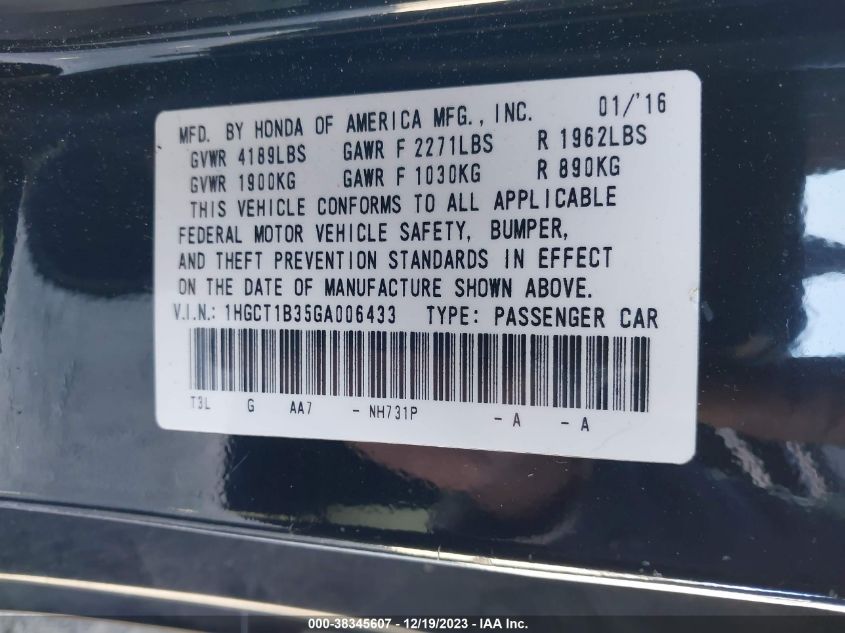 MFD. BY HONDA OF AMERICA MFG., INC. 01/'16
GVWR 4189LBS GAWR F 2271LBS R 1962LBS
GVWR 1900KG GAWR F 1030KG R 890KG
THIS VEHICLE CONFORMS TO ALL APPLICABLE
FEDERAL MOTOR VEHICLE SAFETY, BUMPER,
AND THEFT PREVENTION STANDARDS IN EFFECT
ON THE DATE OF MANUFACTURE SHOWN ABOVE.
V.I.N.: 1HGCT1B35GA006433 TYPE: PASSENGER CAR
T3L G AA7 - NH731P - A - A
000-38345607 - 12/19/2023 - IAA Inc.